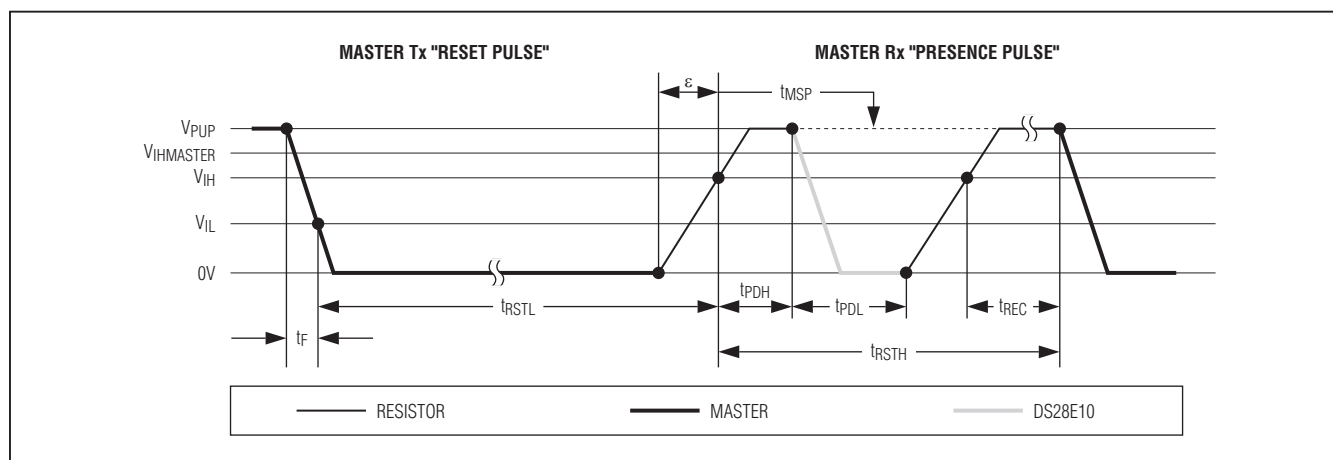 MASTER Tx "RESET PULSE"
MASTER Rx "PRESENCE PULSE"
ε
tMSP
VPUP
VIHMASTER
VIH
VIL
0V
tRSTL
tPDH
tPDL
tREC
tF
tRSTH
RESISTOR
MASTER
DS28E10